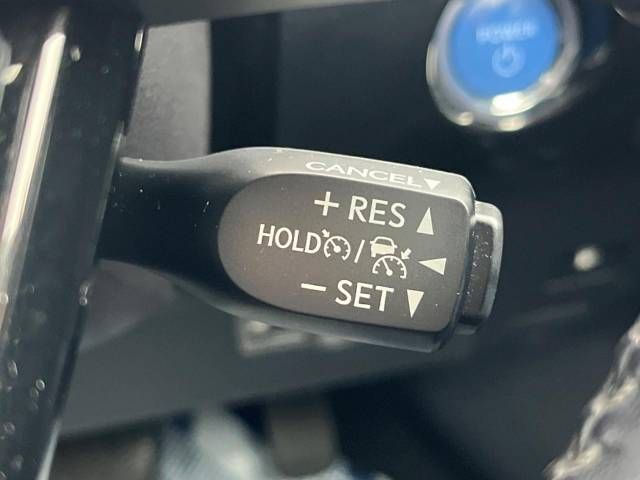 POWER
CANCEL▼
+ RES ▲
HOLD / ◀
− SET ▼